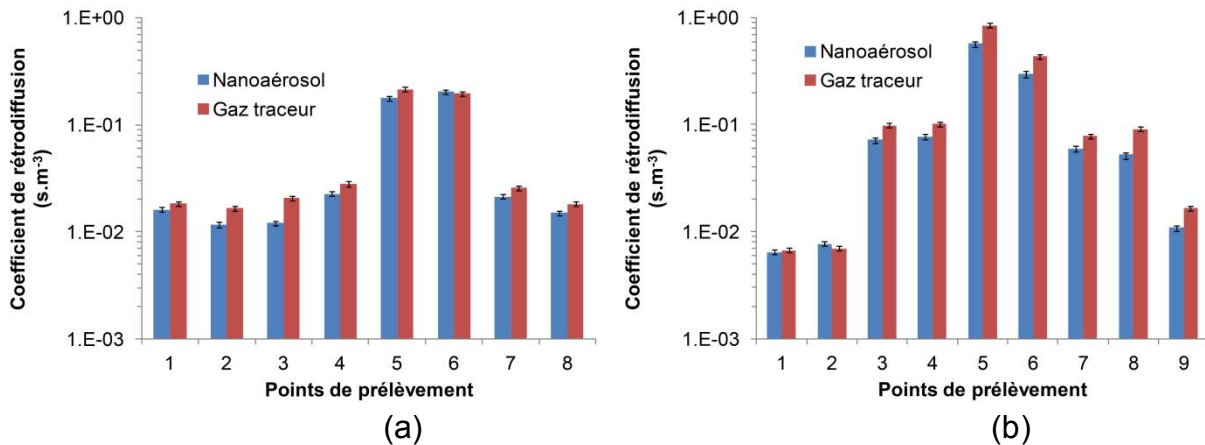 1.E+00
1.E-01
1.E-02
1.E-03
Coefficient de rétrodiffusion
(s.m-³)
Nanoaérosol
Gaz traceur
1 2 3 4 5 6 7 8
Points de prélèvement
(a)
1.E+00
1.E-01
1.E-02
1.E-03
Coefficient de rétrodiffusion
(s.m-³)
Nanoaérosol
Gaz traceur
1 2 3 4 5 6 7 8 9
Points de prélèvement
(b)